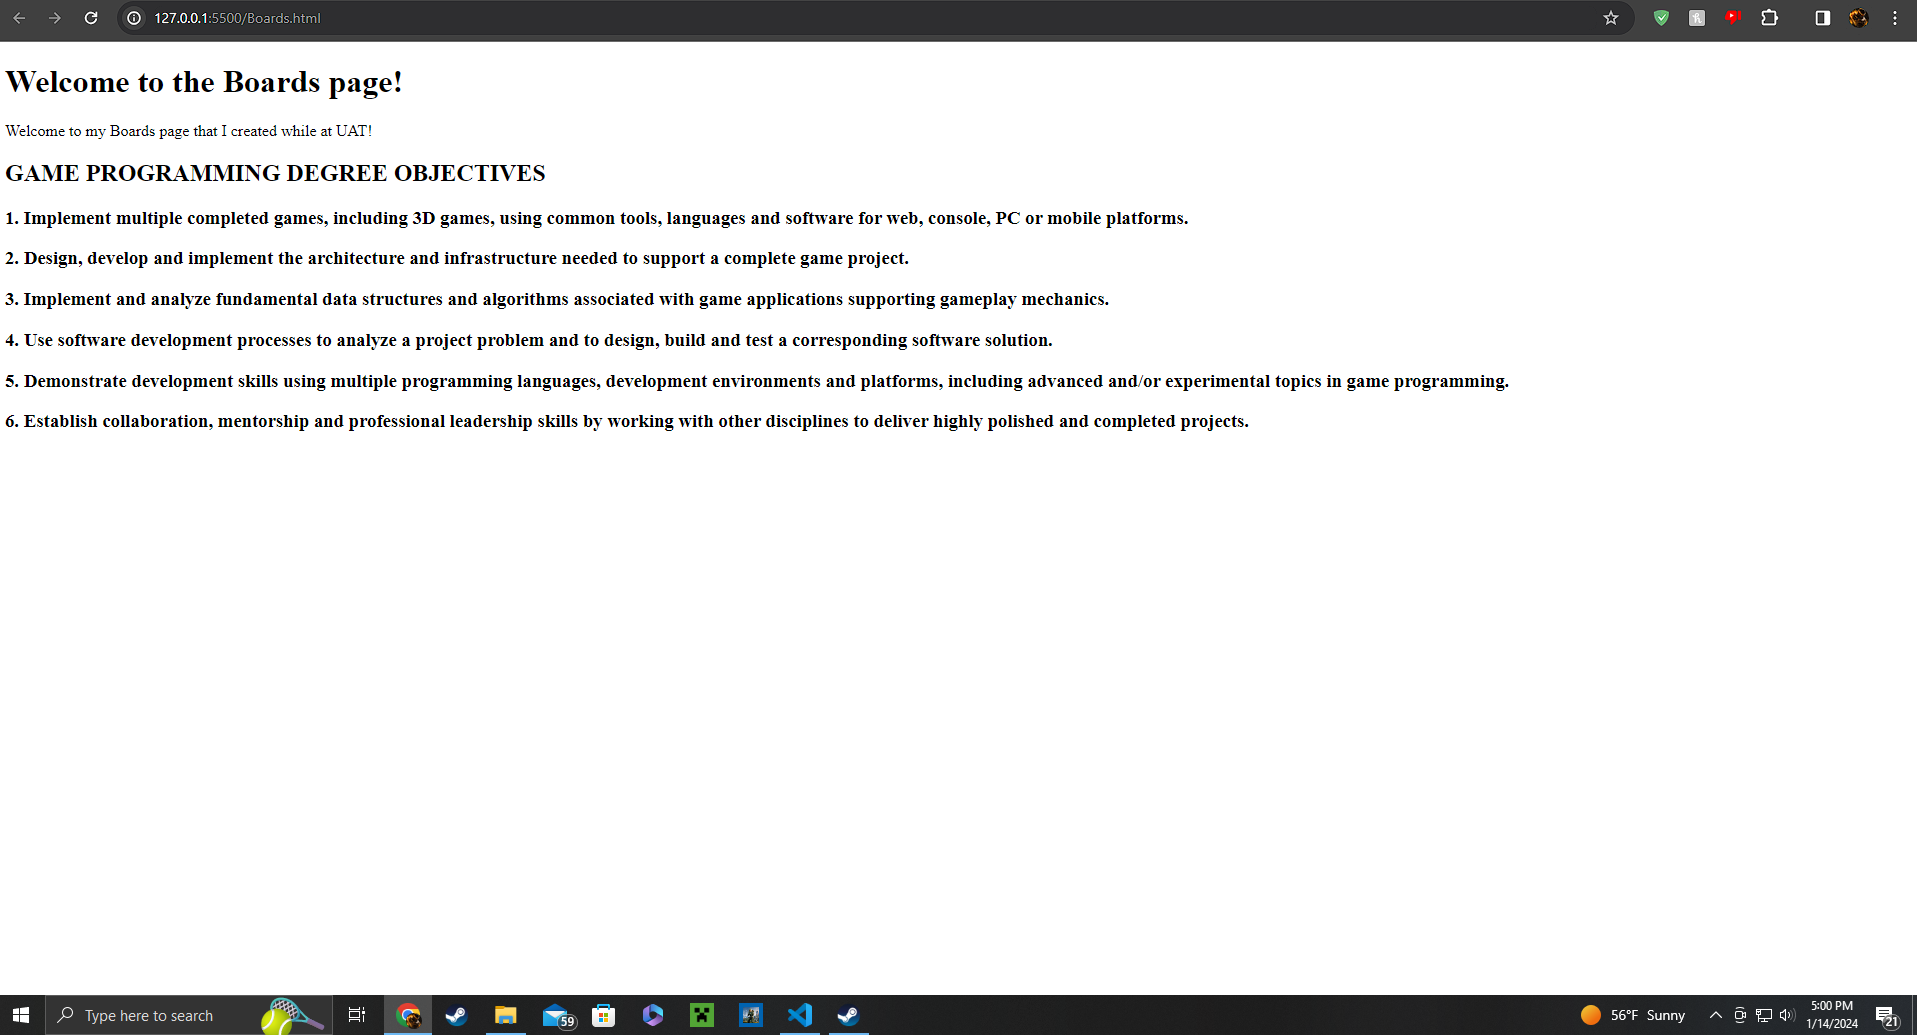 127.0.0.1:5500/Boards.html
Welcome to the Boards page!
Welcome to my Boards page that I created while at UAT!
GAME PROGRAMMING DEGREE OBJECTIVES
1. Implement multiple completed games, including 3D games, using common tools, languages and software for web, console, PC or mobile platforms.
2. Design, develop and implement the architecture and infrastructure needed to support a complete game project.
3. Implement and analyze fundamental data structures and algorithms associated with game applications supporting gameplay mechanics.
4. Use software development processes to analyze a project problem and to design, build and test a corresponding software solution.
5. Demonstrate development skills using multiple programming languages, development environments and platforms, including advanced and/or experimental topics in game programming.
6. Establish collaboration, mentorship and professional leadership skills by working with other disciplines to deliver highly polished and completed projects.
Type here to search
59
56°F Sunny
5:00 PM
1/14/2024
21